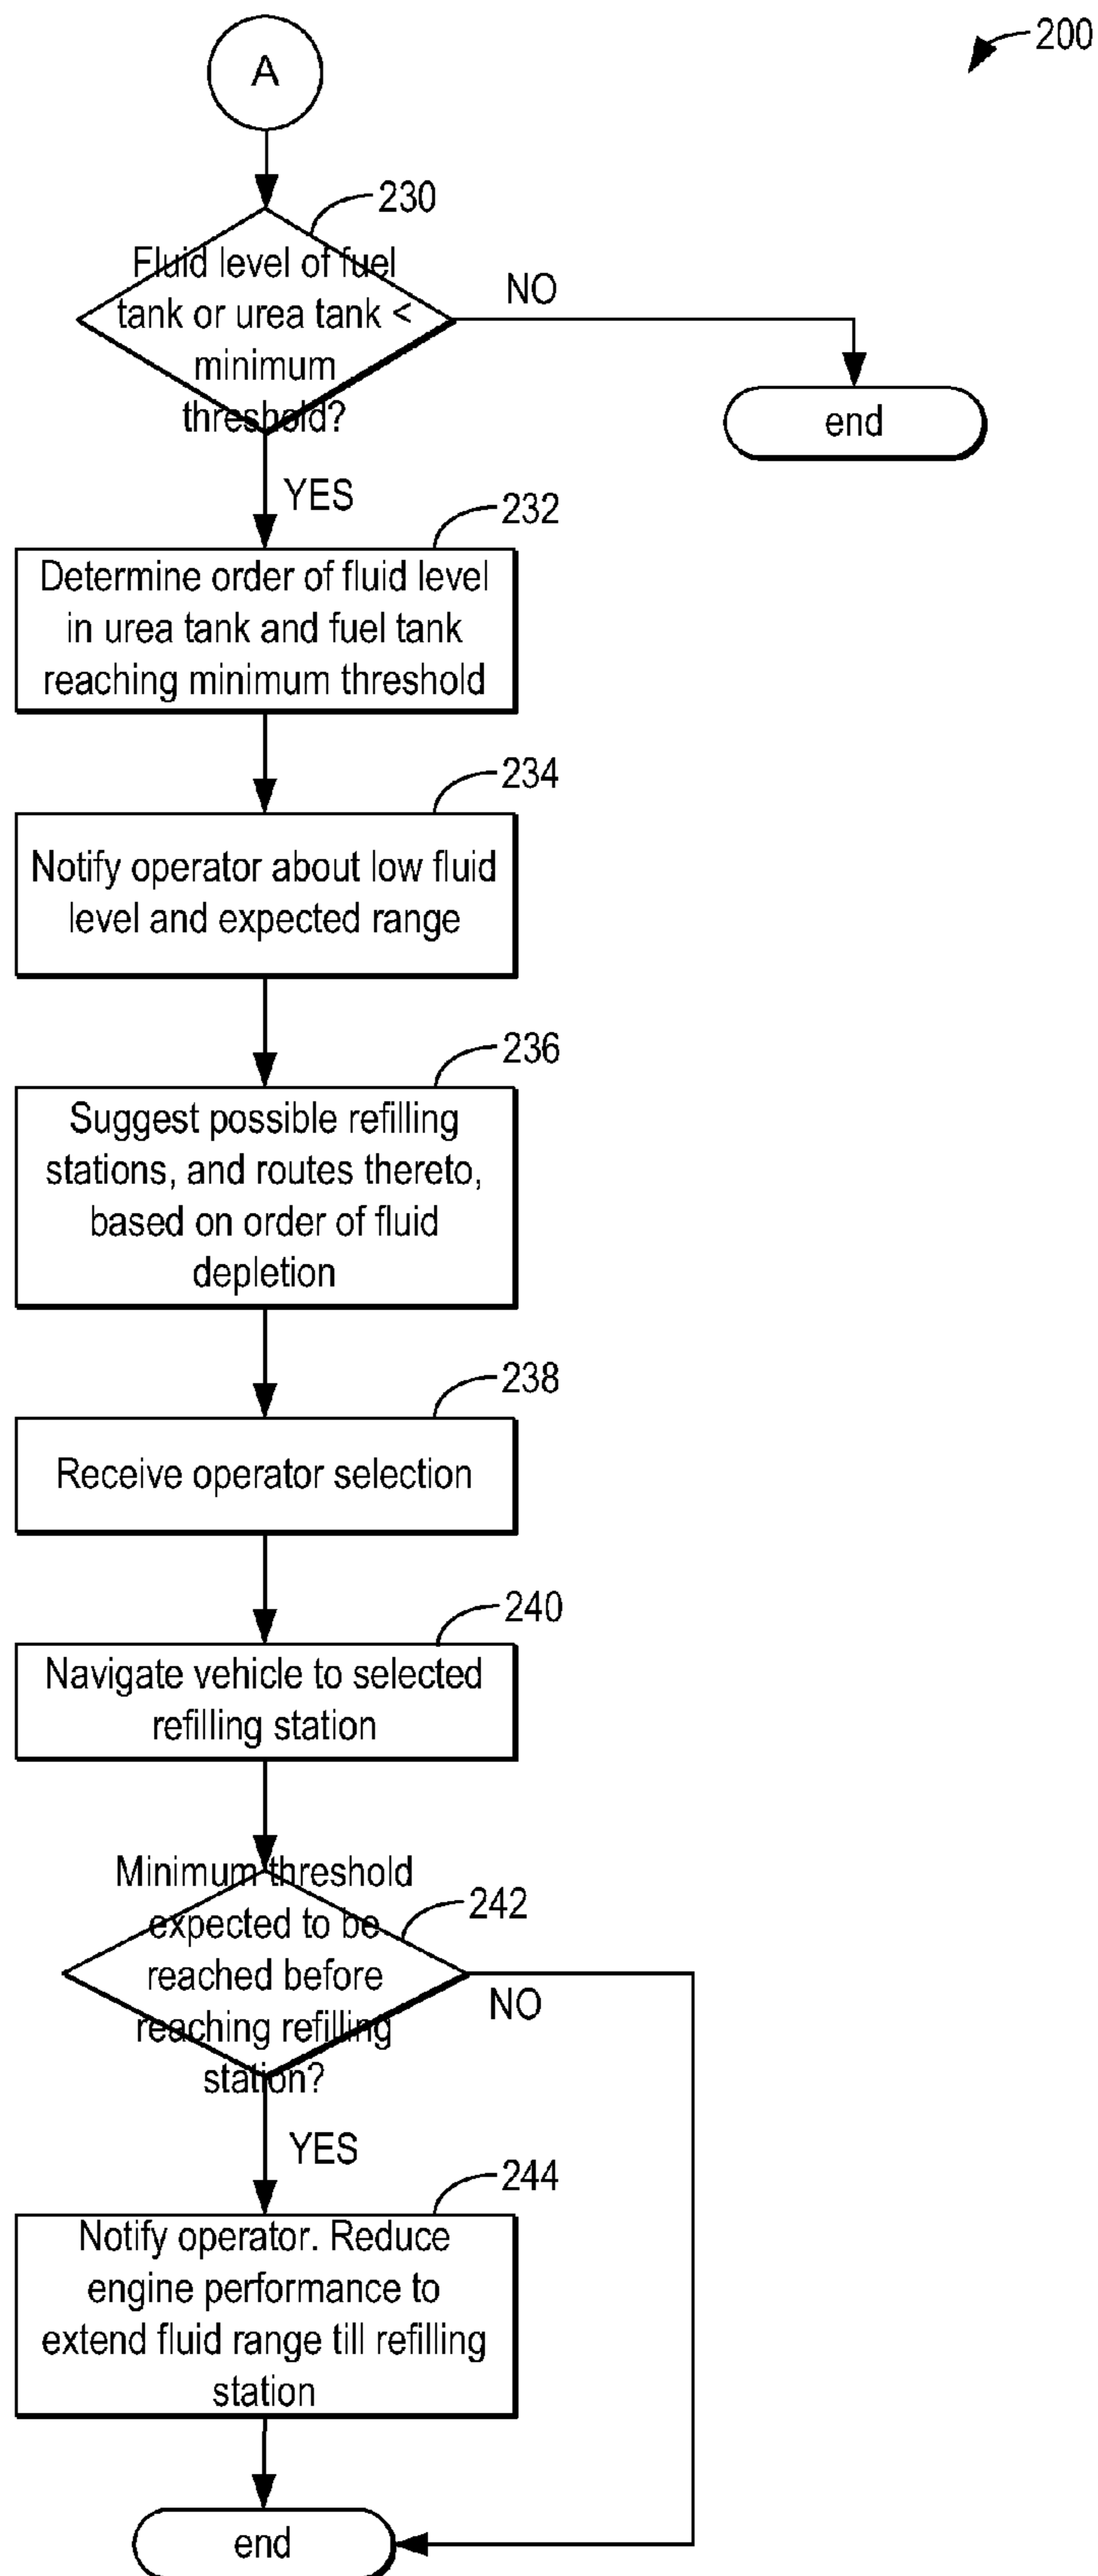 A
200
230
Fluid level of fuel
tank or urea tank <
minimum
threshold?
NO
end
YES
232
Determine order of fluid level
in urea tank and fuel tank
reaching minimum threshold
234
Notify operator about low fluid
level and expected range
236
Suggest possible refilling
stations, and routes thereto,
based on order of fluid
depletion
238
Receive operator selection
240
Navigate vehicle to selected
refilling station
Minimum threshold
expected to be
reached before
reaching refilling
station?
242
NO
YES
244
Notify operator. Reduce
engine performance to
extend fluid range till refilling
station
end